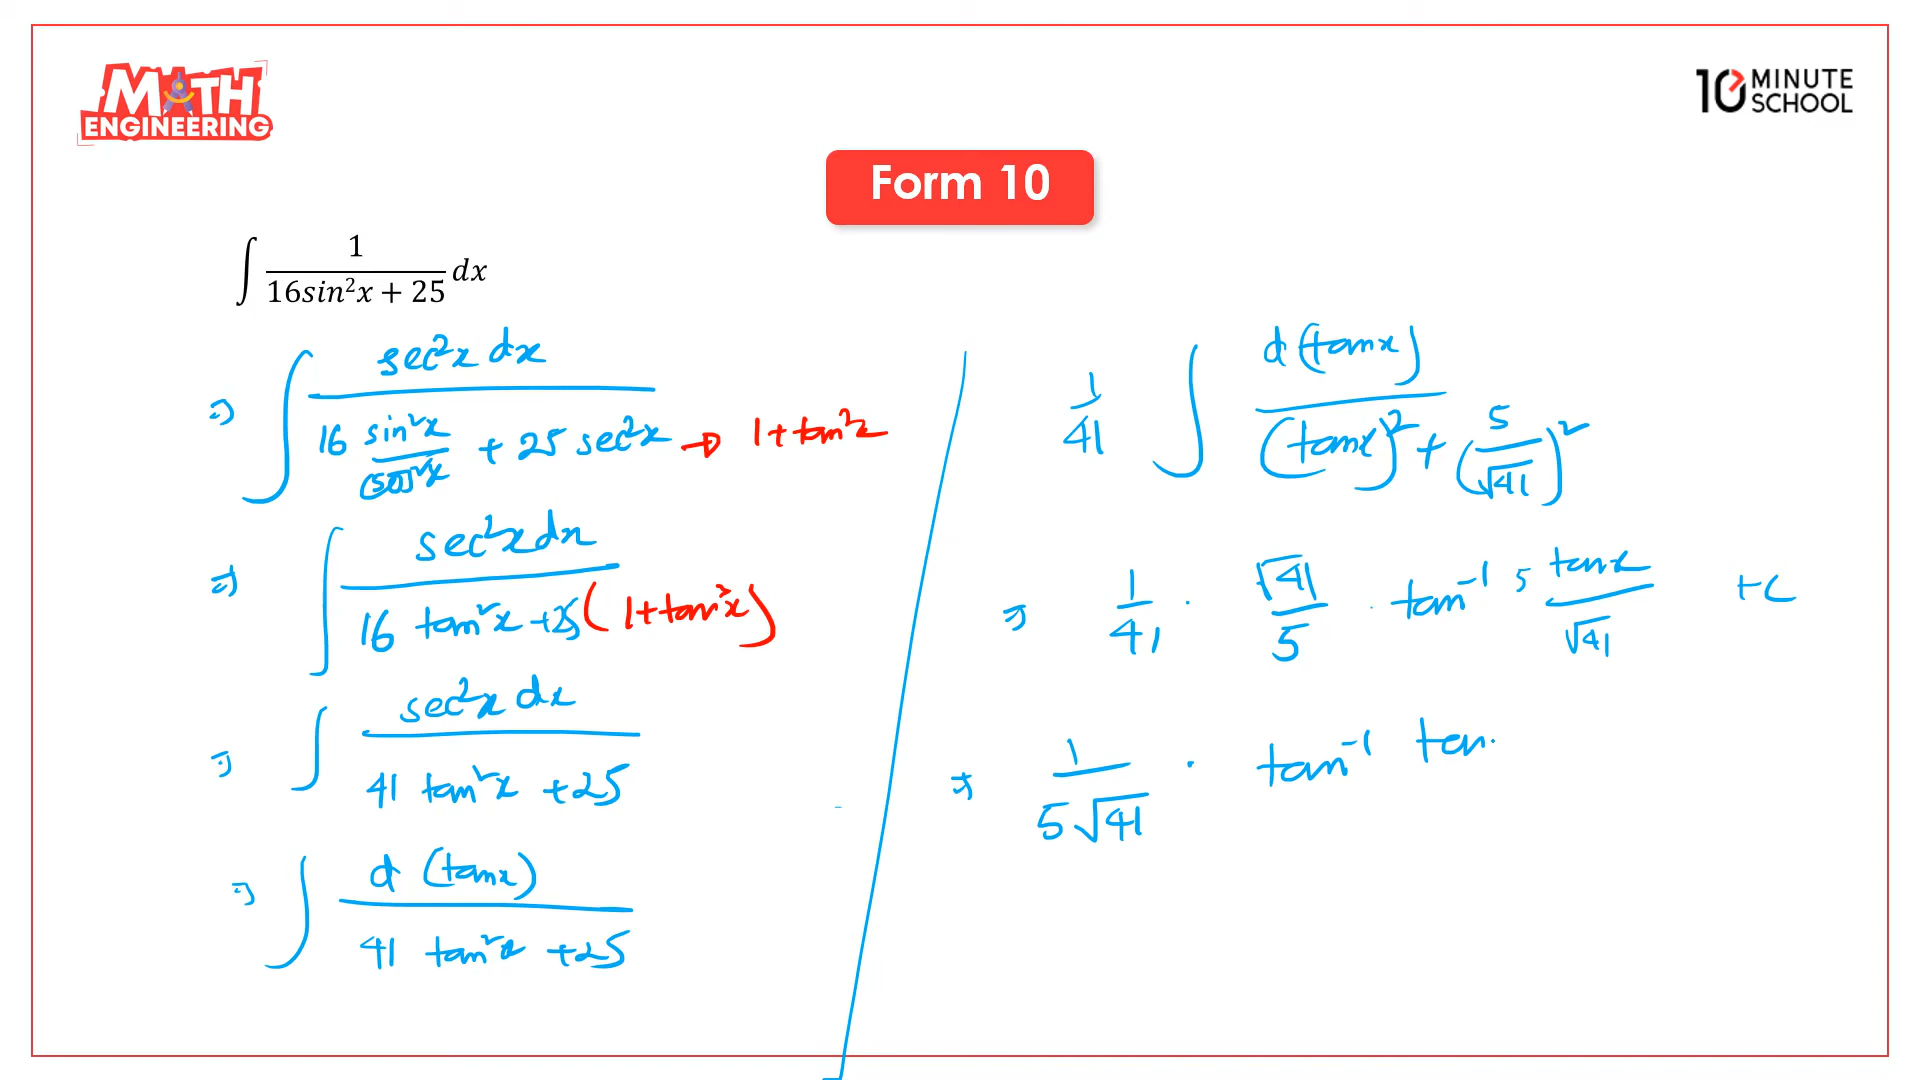 MATH
ENGINEERING
10 MINUTE
SCHOOL
Form 10
∫ 1/(16sin²x + 25) dx
⇒ ∫ sec²x dx / (16 sin²x/cos²x + 25 sec²x) → 1+tan²x
⇒ ∫ sec²x dx / (16 tan²x + 25(1+tan²x))
⇒ ∫ sec²x dx / (41 tan²x + 25)
⇒ ∫ d(tanx) / (41 tan²x + 25)
1/41 ∫ d(tanx) / ((tanx)² + (5/√41)²)
⇒ 1/41 · √41/5 · tan⁻¹ 5 tanx/√41 + c
⇒ 1/(5√41) · tan⁻¹ tan